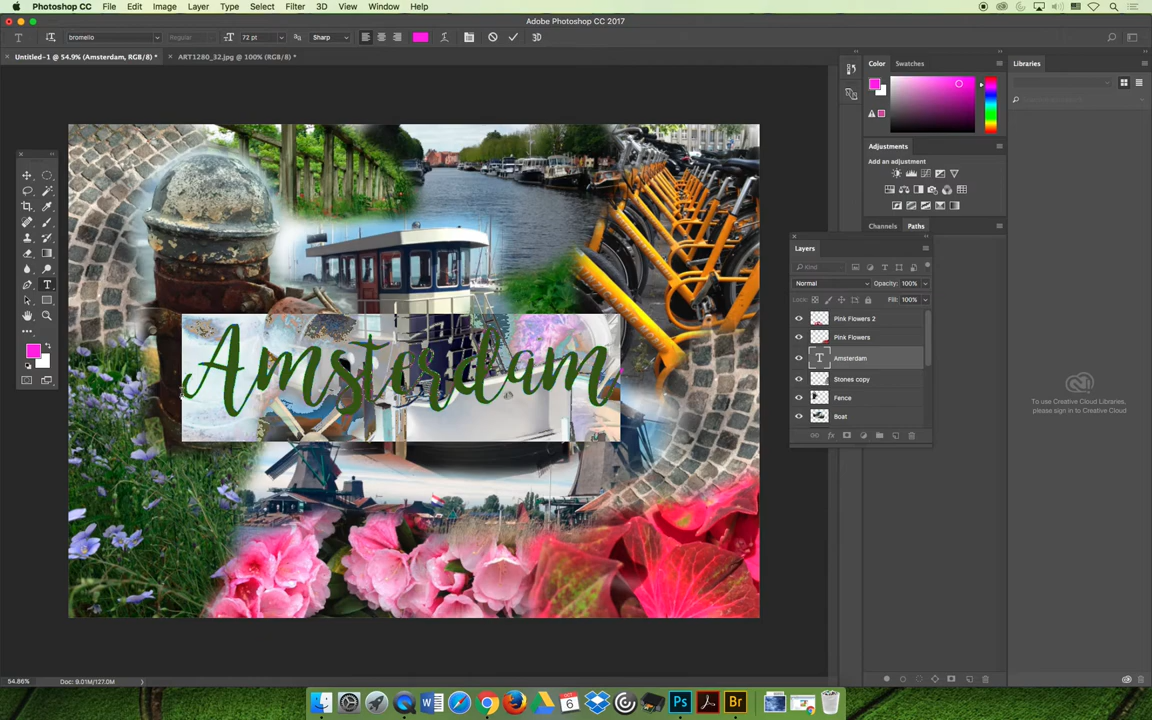 Photoshop CC File Edit Image Layer Type Select Filter 3D View Window Help
Adobe Photoshop CC 2017
bromello Regular 72 pt Sharp 3D
Untitled-1 @ 54.9% (Amsterdam, RGB/8) * ART1280_32.jpg @ 100% (RGB/8) *
Color Swatches
Libraries
Adjustments
Add an adjustment
Channels Paths
Layers
Kind
Normal Opacity: 100%
Lock: Fill: 100%
Pink Flowers 2
Pink Flowers
Amsterdam
Stones copy
Fence
Boat
To use Creative Cloud Libraries,
please sign in to Creative Cloud
Amsterdam
54.86% Doc: 9.01M/127.0M